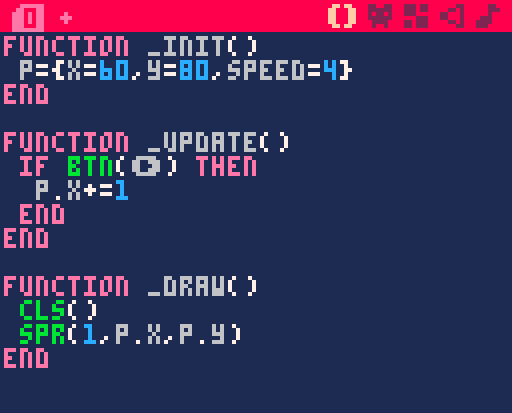 0 +
FUNCTION _INIT()
 P={X=60,Y=80,SPEED=4}
END

FUNCTION _UPDATE()
 IF BTN(➡️) THEN
  P.X+=1
 END
END

FUNCTION _DRAW()
 CLS()
 SPR(1,P.X,P.Y)
END